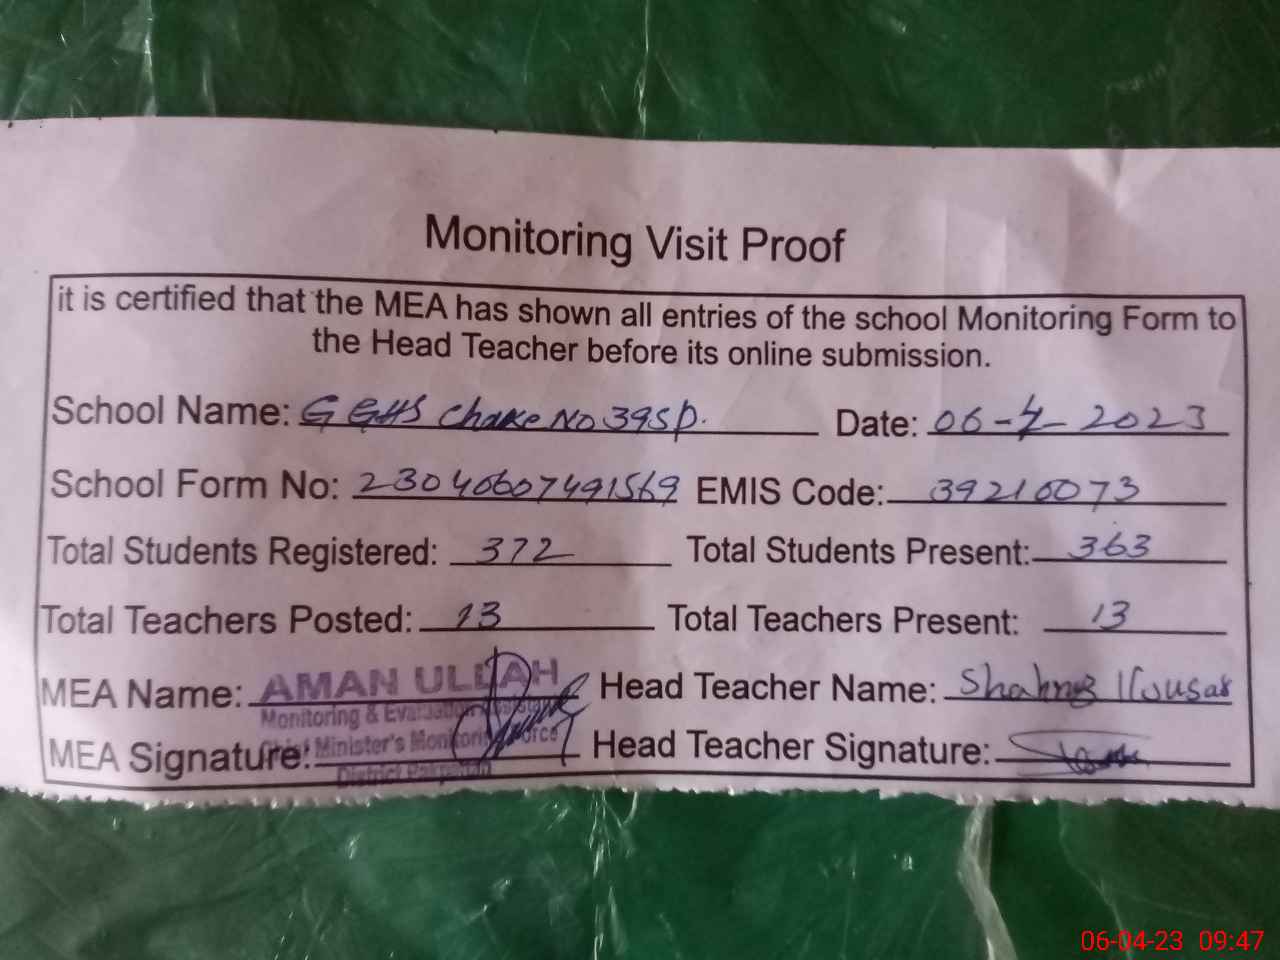 Monitoring Visit Proof
it is certified that the MEA has shown all entries of the school Monitoring Form to
the Head Teacher before its online submission.
School Name: G GHS Chake No 39SP. Date: 06-4-2023
School Form No: 23040607491569 EMIS Code: 39210073
Total Students Registered: 372 Total Students Present: 363
Total Teachers Posted: 13 Total Teachers Present: 13
MEA Name: AMAN ULLAH Head Teacher Name: Shahnaz Kousar
Monitoring & Evaluation Assistant
MEA Signature: Chief Minister's Monitoring Force Head Teacher Signature:
District Pakpattan
06-04-23 09:47